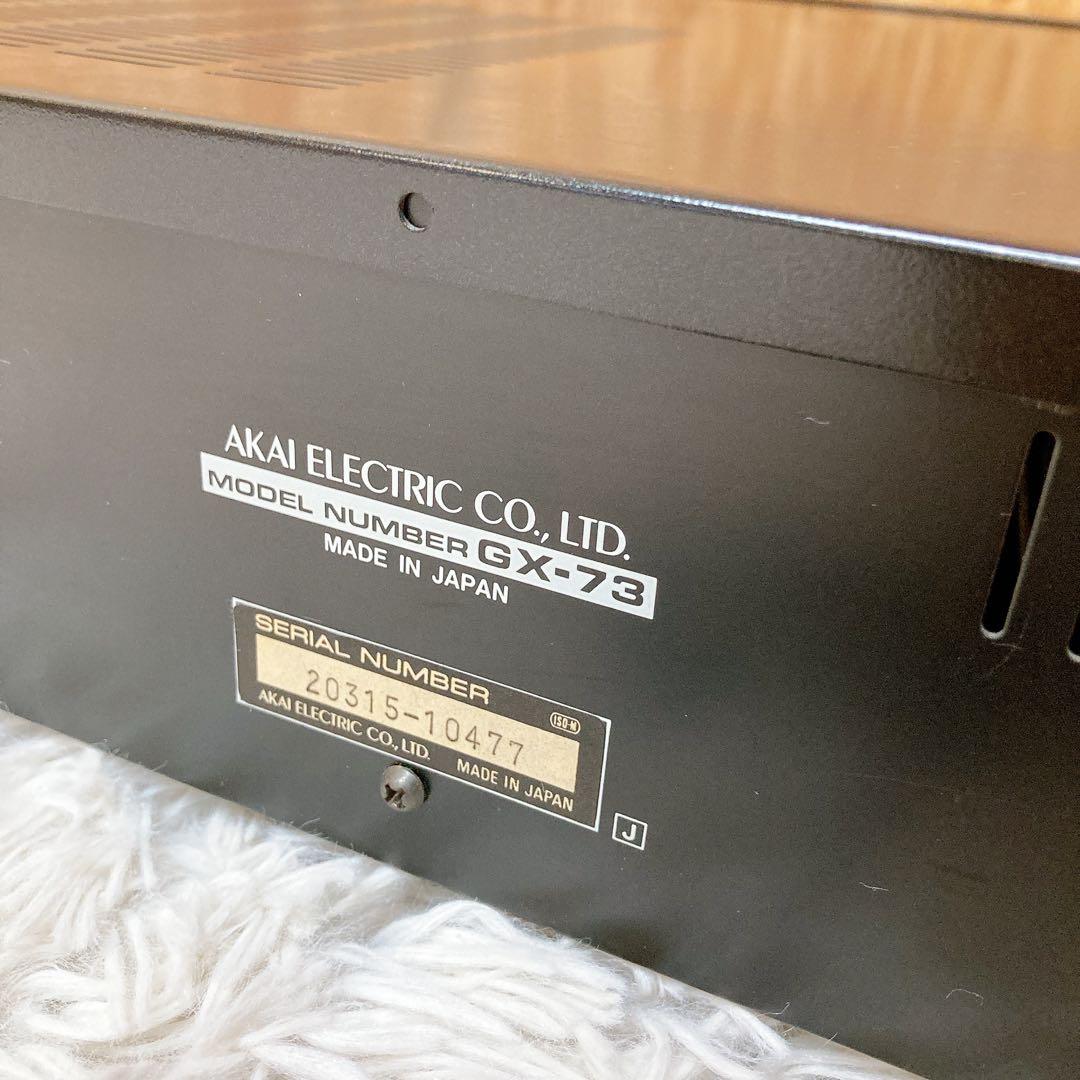 AKAI ELECTRIC CO., LTD.
MODEL NUMBER GX-73
MADE IN JAPAN
SERIAL NUMBER
20315-10477
ISO-M
AKAI ELECTRIC CO., LTD.
MADE IN JAPAN
J